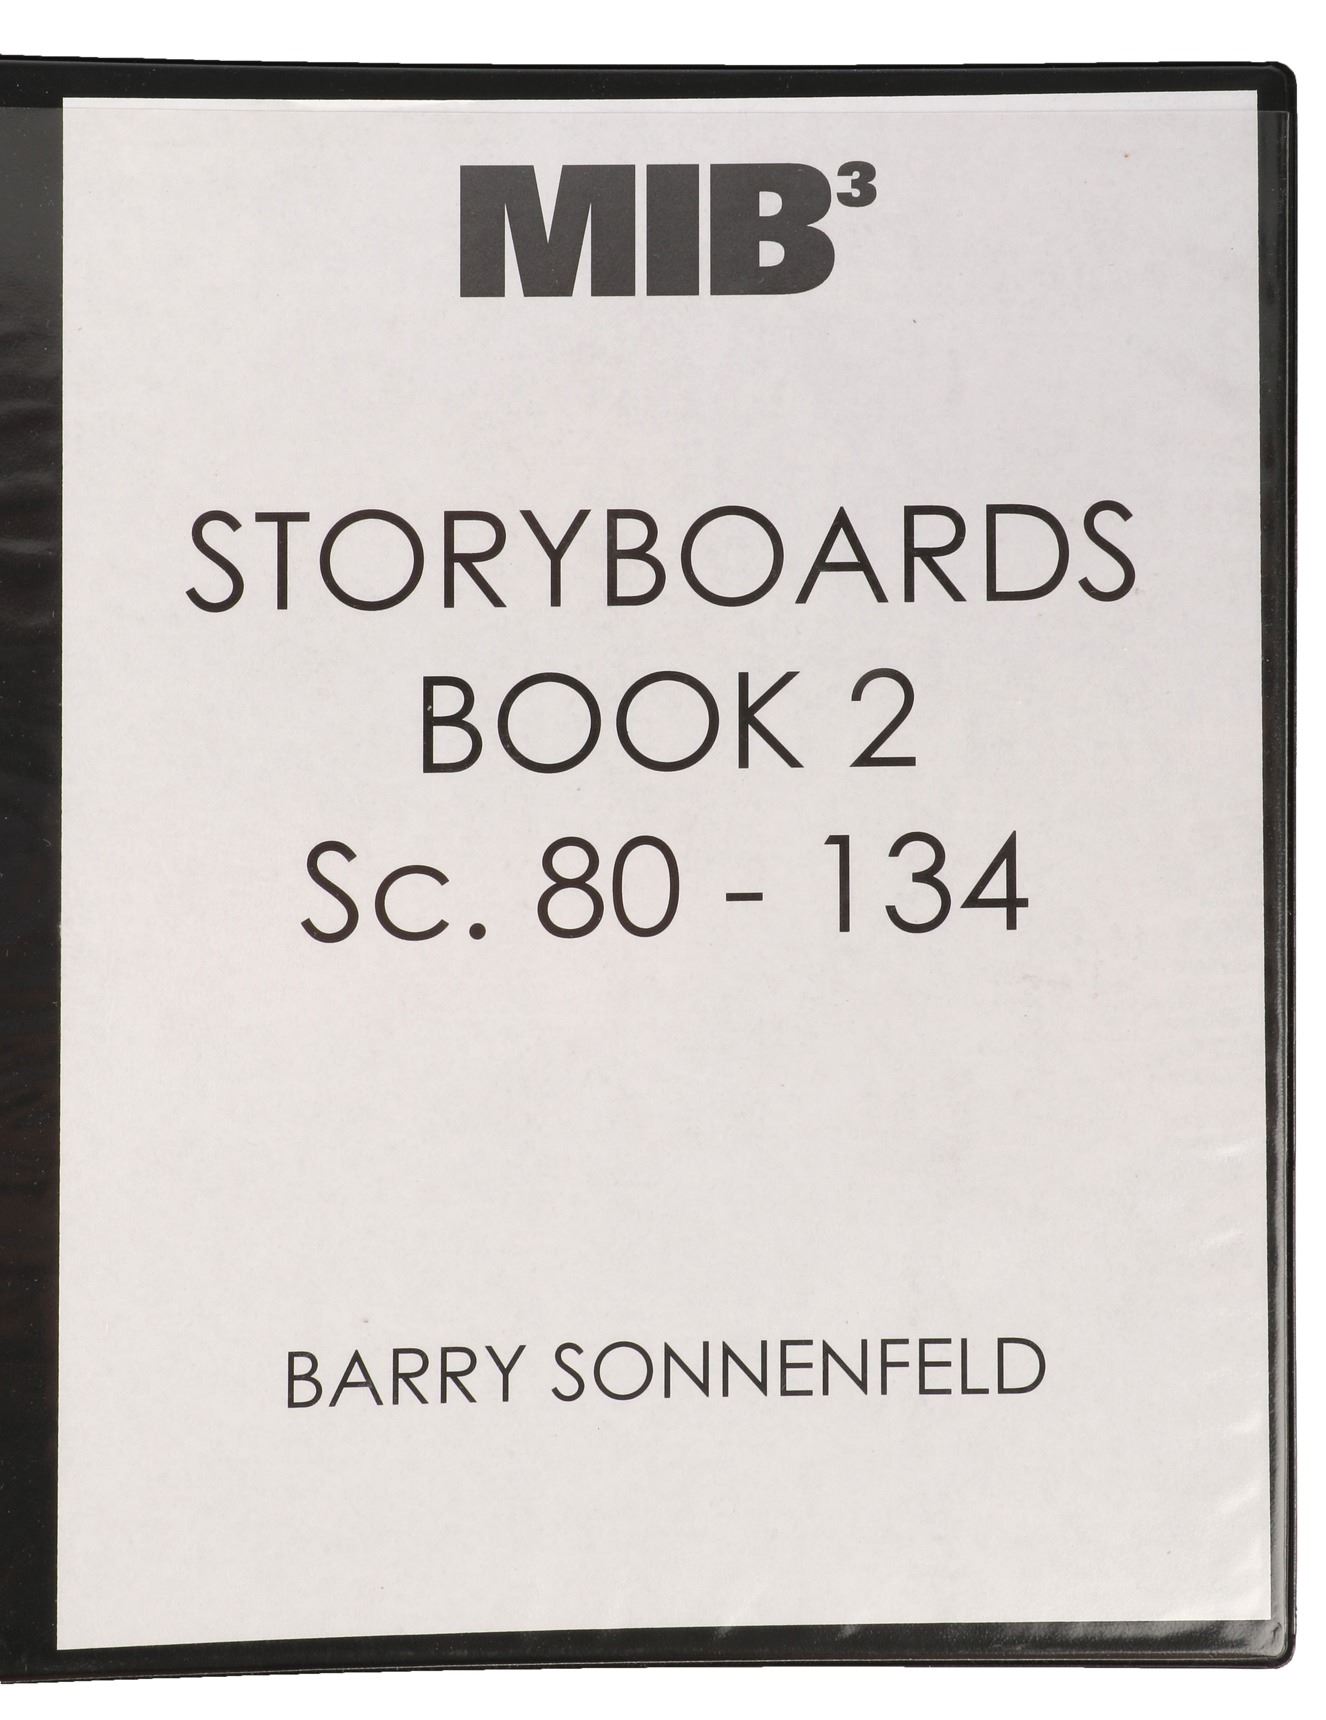 MIB³
STORYBOARDS
BOOK 2
Sc. 80 - 134
BARRY SONNENFELD